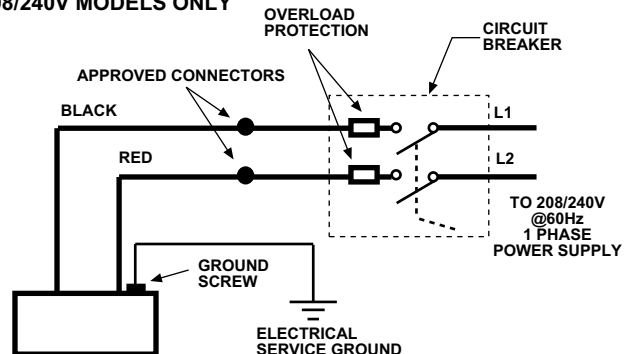 08/240V MODELS ONLY
OVERLOAD
PROTECTION
CIRCUIT
BREAKER
APPROVED CONNECTORS
BLACK
L1
RED
L2
TO 208/240V
@60Hz
1 PHASE
POWER SUPPLY
GROUND
SCREW
ELECTRICAL
SERVICE GROUND